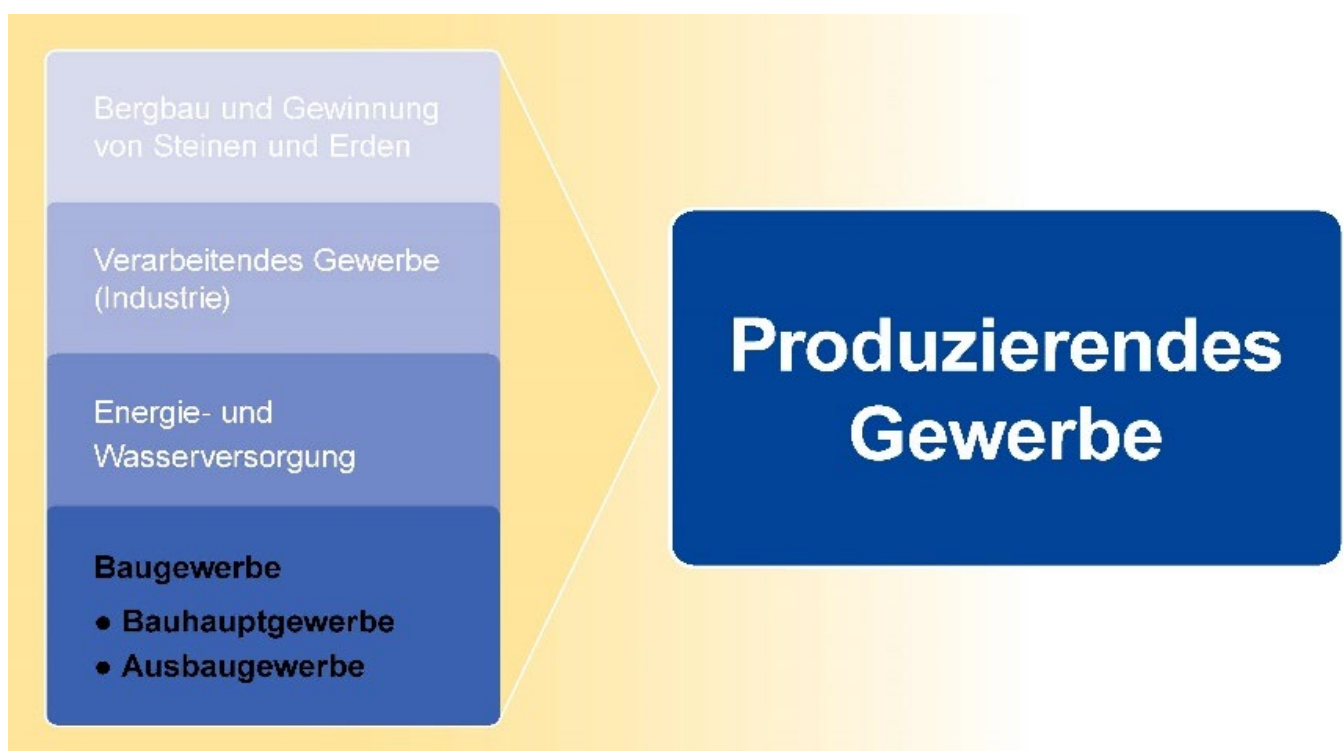 Bergbau und Gewinnung
von Steinen und Erden
Verarbeitendes Gewerbe
(Industrie)
Energie- und
Wasserversorgung
Baugewerbe
● Bauhauptgewerbe
● Ausbaugewerbe
Produzierendes
Gewerbe